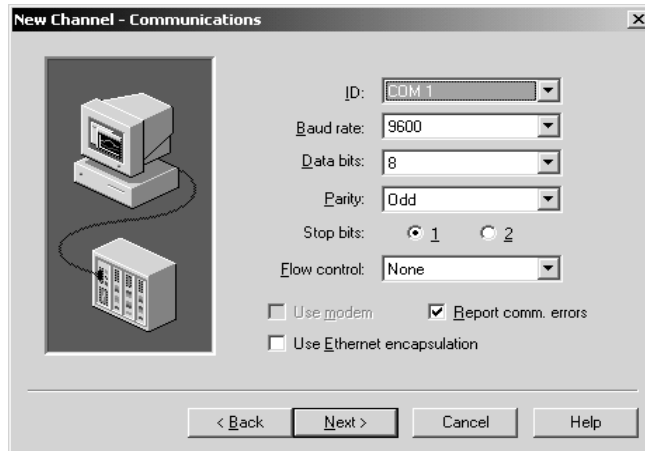 New Channel - Communications
ID: COM 1
Baud rate: 9600
Data bits: 8
Parity: Odd
Stop bits: 1 2
Flow control: None
Use modem Report comm. errors
Use Ethernet encapsulation
< Back Next > Cancel Help